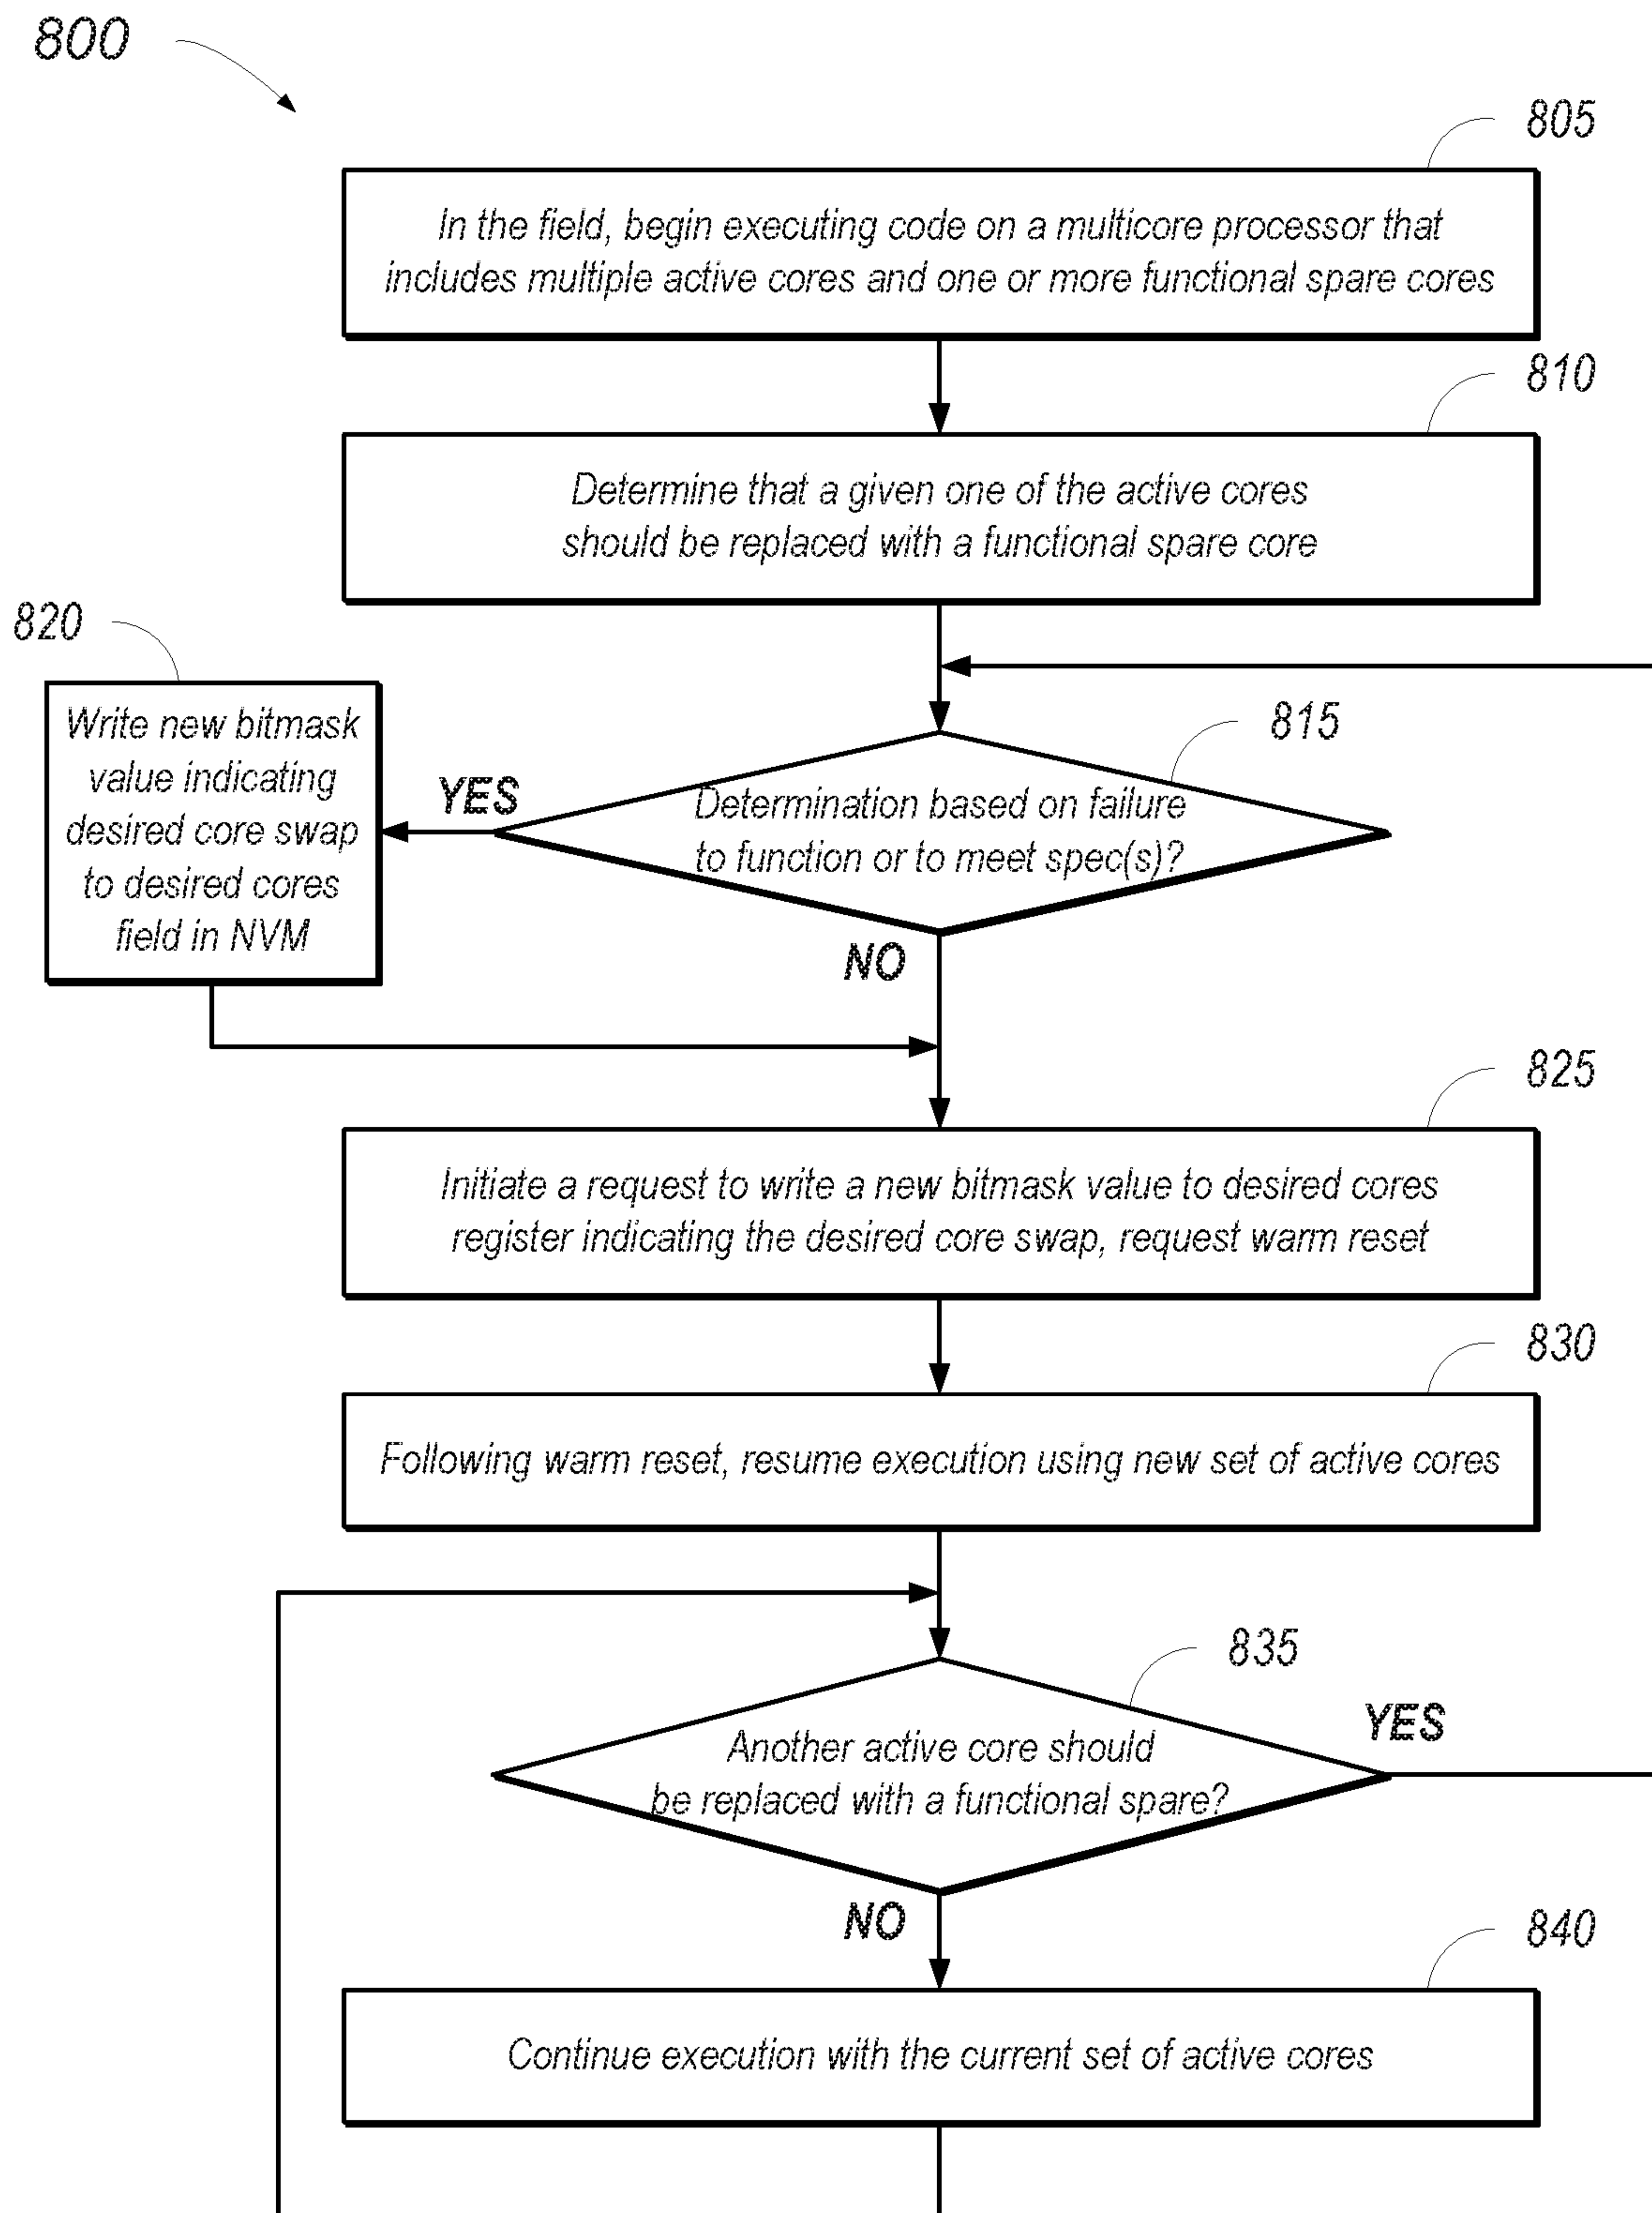 800
805
In the field, begin executing code on a multicore processor that
includes multiple active cores and one or more functional spare cores
810
Determine that a given one of the active cores
should be replaced with a functional spare core
820
Write new bitmask
value indicating
desired core swap
to desired cores
field in NVM
815
YES
Determination based on failure
to function or to meet spec(s)?
NO
825
Initiate a request to write a new bitmask value to desired cores
register indicating the desired core swap, request warm reset
830
Following warm reset, resume execution using new set of active cores
835
YES
Another active core should
be replaced with a functional spare?
NO
840
Continue execution with the current set of active cores